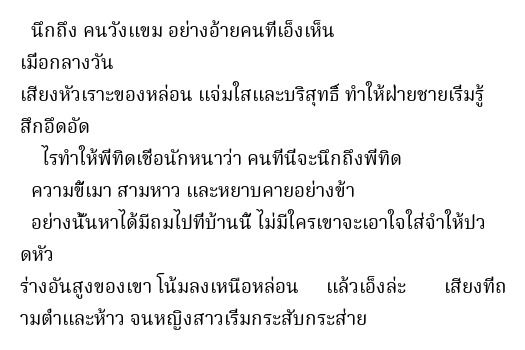 นึกถึง คนวังแขม อย่างอ้ายคนที่เอ็งเห็น
เมื่อกลางวัน
เสียงหัวเราะของหล่อน แจ่มใสและบริสุทธิ์ ทำให้ฝ่ายชายเริ่มรู้
สึกอึดอัด
ไรทำให้พี่ทิดเชื่อนักหนาว่า คนที่นี่จะนึกถึงพี่ทิด
ความขี้เมา สามหาว และหยาบคายอย่างข้า
อย่างนั้นหาได้มีถมไปที่บ้านนี้ ไม่มีใครเขาจะเอาใจใส่จำให้ปว
ดหัว
ร่างอันสูงของเขา โน้มลงเหนือหล่อน แล้วเอ็งล่ะ เสียงที่ถ
ามต่ำและห้าว จนหญิงสาวเริ่มกระสับกระส่าย